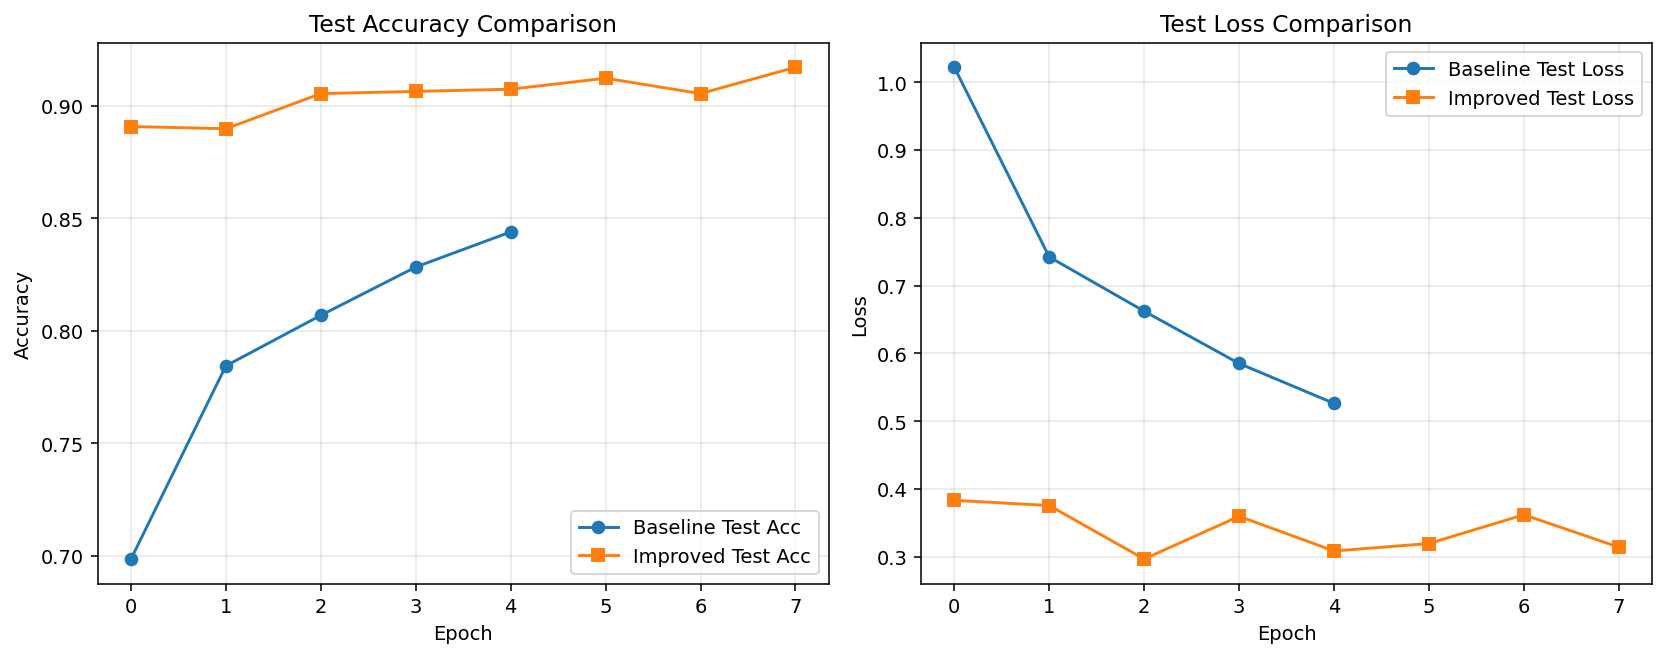 Test Accuracy Comparison
Accuracy
0.90
0.85
0.80
0.75
0.70
Baseline Test Acc
Improved Test Acc
0 1 2 3 4 5 6 7
Epoch
Test Loss Comparison
Loss
1.0
0.9
0.8
0.7
0.6
0.5
0.4
0.3
Baseline Test Loss
Improved Test Loss
0 1 2 3 4 5 6 7
Epoch